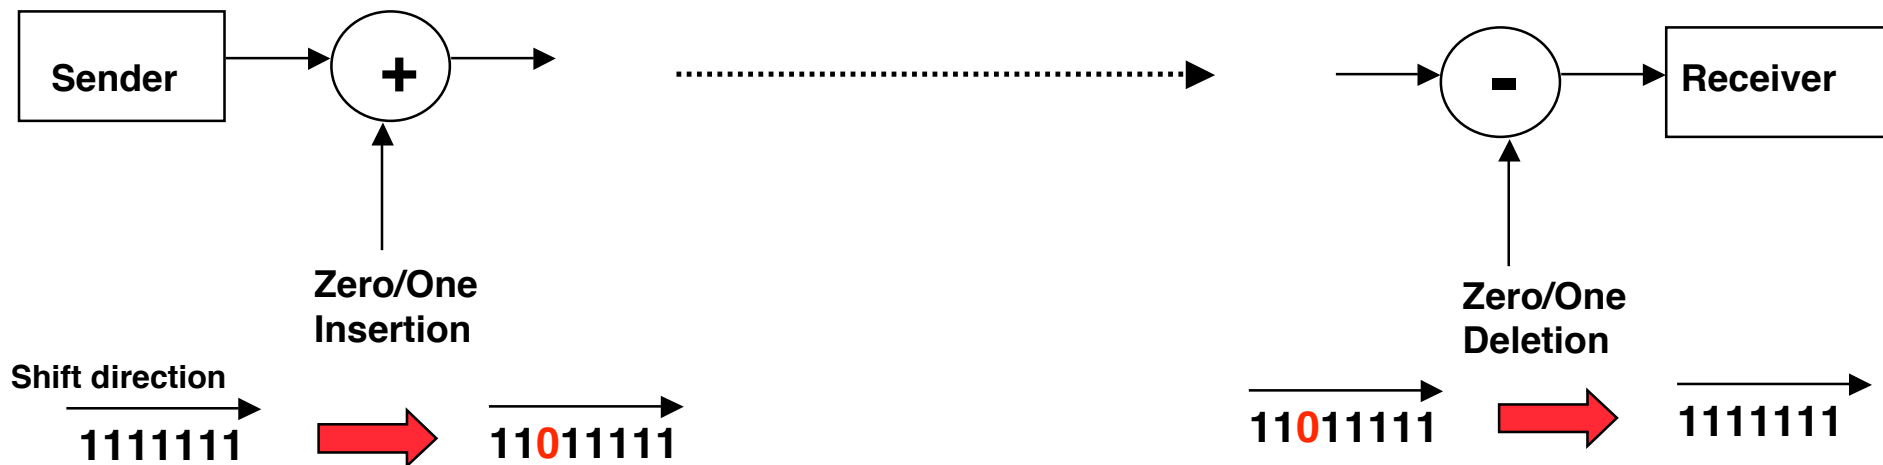 Sender
+
-
Receiver
Zero/One
Insertion
Zero/One
Deletion
Shift direction
1111111
11011111
11011111
1111111